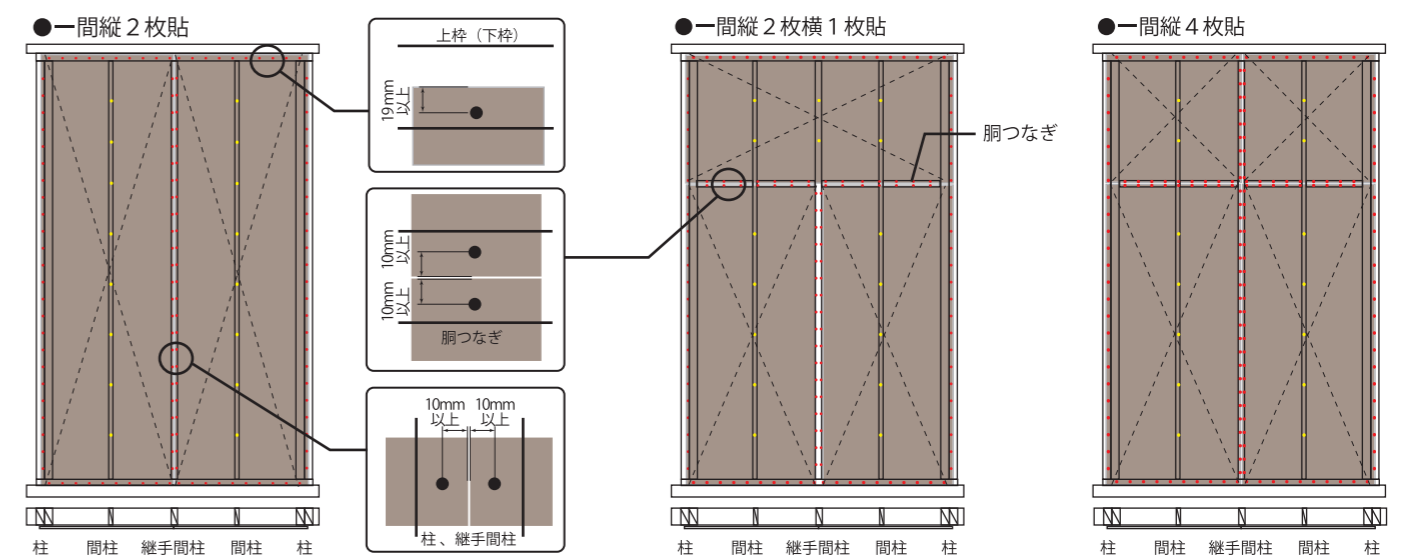 ●一間縦２枚貼
上枠（下枠）
19mm
以上
10mm
以上
10mm
以上
胴つなぎ
10mm 10mm
以上 以上
柱、継手間柱
柱 間柱 継手間柱 間柱 柱
●一間縦２枚横１枚貼
胴つなぎ
柱 間柱 継手間柱 間柱 柱
●一間縦４枚貼
柱 間柱 継手間柱 間柱 柱